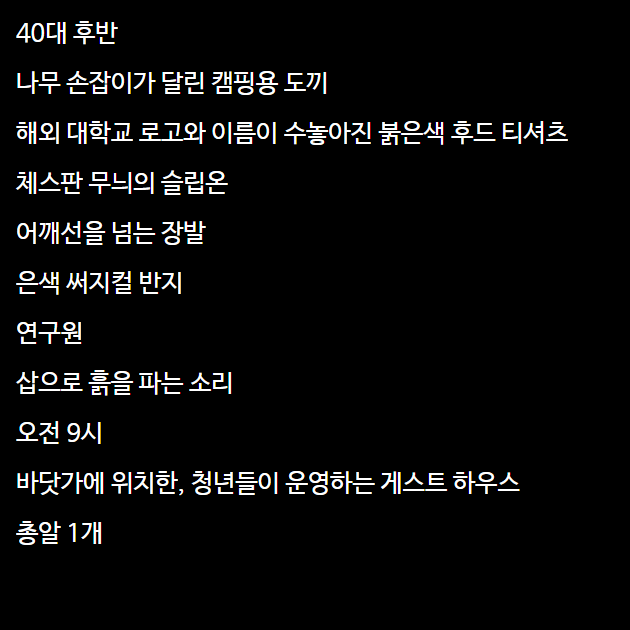 40대 후반
나무 손잡이가 달린 캠핑용 도끼
해외 대학교 로고와 이름이 수놓아진 붉은색 후드 티셔츠
체스판 무늬의 슬립온
어깨선을 넘는 장발
은색 써지컬 반지
연구원
삽으로 흙을 파는 소리
오전 9시
바닷가에 위치한, 청년들이 운영하는 게스트 하우스
총알 1개